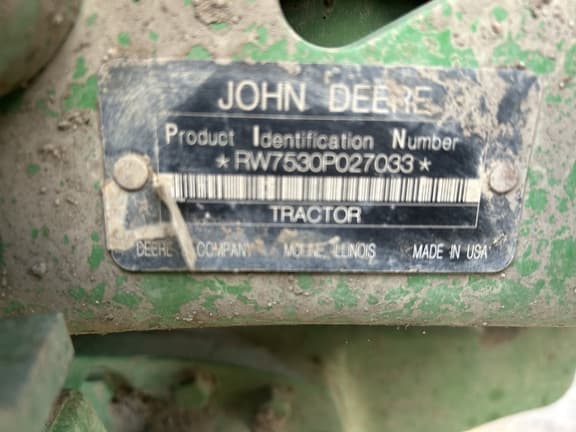 JOHN DEERE
Product Identification Number
★RW7530P027033★
TRACTOR
DEERE COMPANY MOLINE, ILLINOIS MADE IN USA